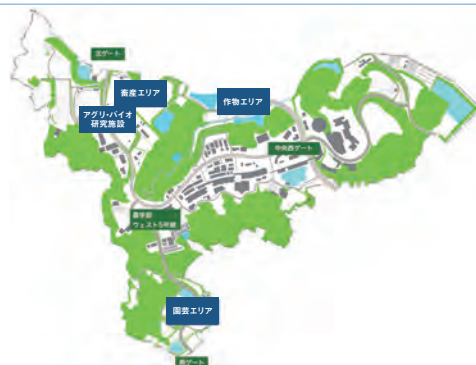 北ゲート
畜産エリア
アグリ・バイオ
研究施設
作物エリア
中央西ゲート
農学部
ウエスト5号館
園芸エリア
南ゲート